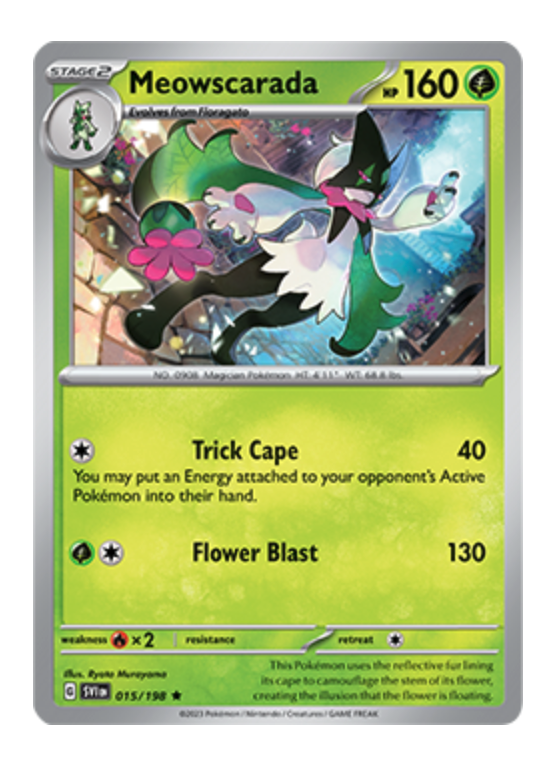 STAGE2
Meowscarada
HP 160
Evolves from Floragato
NO. 0908 Magician Pokémon HT: 4'11" WT: 68.8 lbs.
Trick Cape 40
You may put an Energy attached to your opponent's Active
Pokémon into their hand.
Flower Blast 130
weakness ×2 resistance retreat
Illus. Ryota Murayama
This Pokémon uses the reflective fur lining
its cape to camouflage the stem of its flower,
creating the illusion that the flower is floating.
G SVI EN 015/198 ★
©2023 Pokémon / Nintendo / Creatures / GAME FREAK